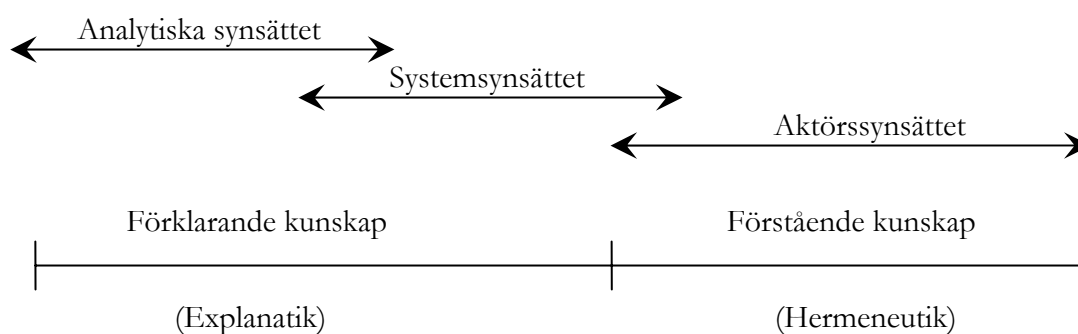 Analytiska synsättet
Systemsynsättet
Aktörssynsättet
Förklarande kunskap
Förstående kunskap
(Explanatik)
(Hermeneutik)